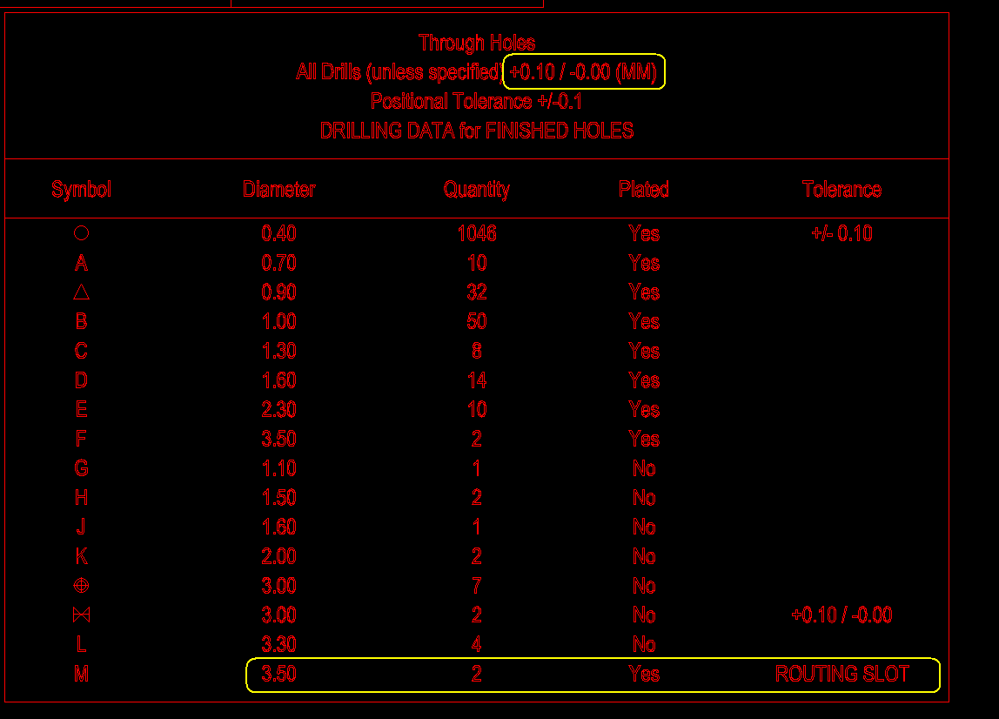 Through Holes
All Drills (unless specified) +0.10 / -0.00 (MM)
Positional Tolerance +/-0.1
DRILLING DATA for FINISHED HOLES
Symbol Diameter Quantity Plated Tolerance
0.40 1046 Yes +/- 0.10
A 0.70 10 Yes
0.90 32 Yes
B 1.00 50 Yes
C 1.30 8 Yes
D 1.60 14 Yes
E 2.30 10 Yes
F 3.50 2 Yes
G 1.10 1 No
H 1.50 2 No
J 1.60 1 No
K 2.00 2 No
3.00 7 No
3.00 2 No +0.10 / -0.00
L 3.30 4 No
M 3.50 2 Yes ROUTING SLOT